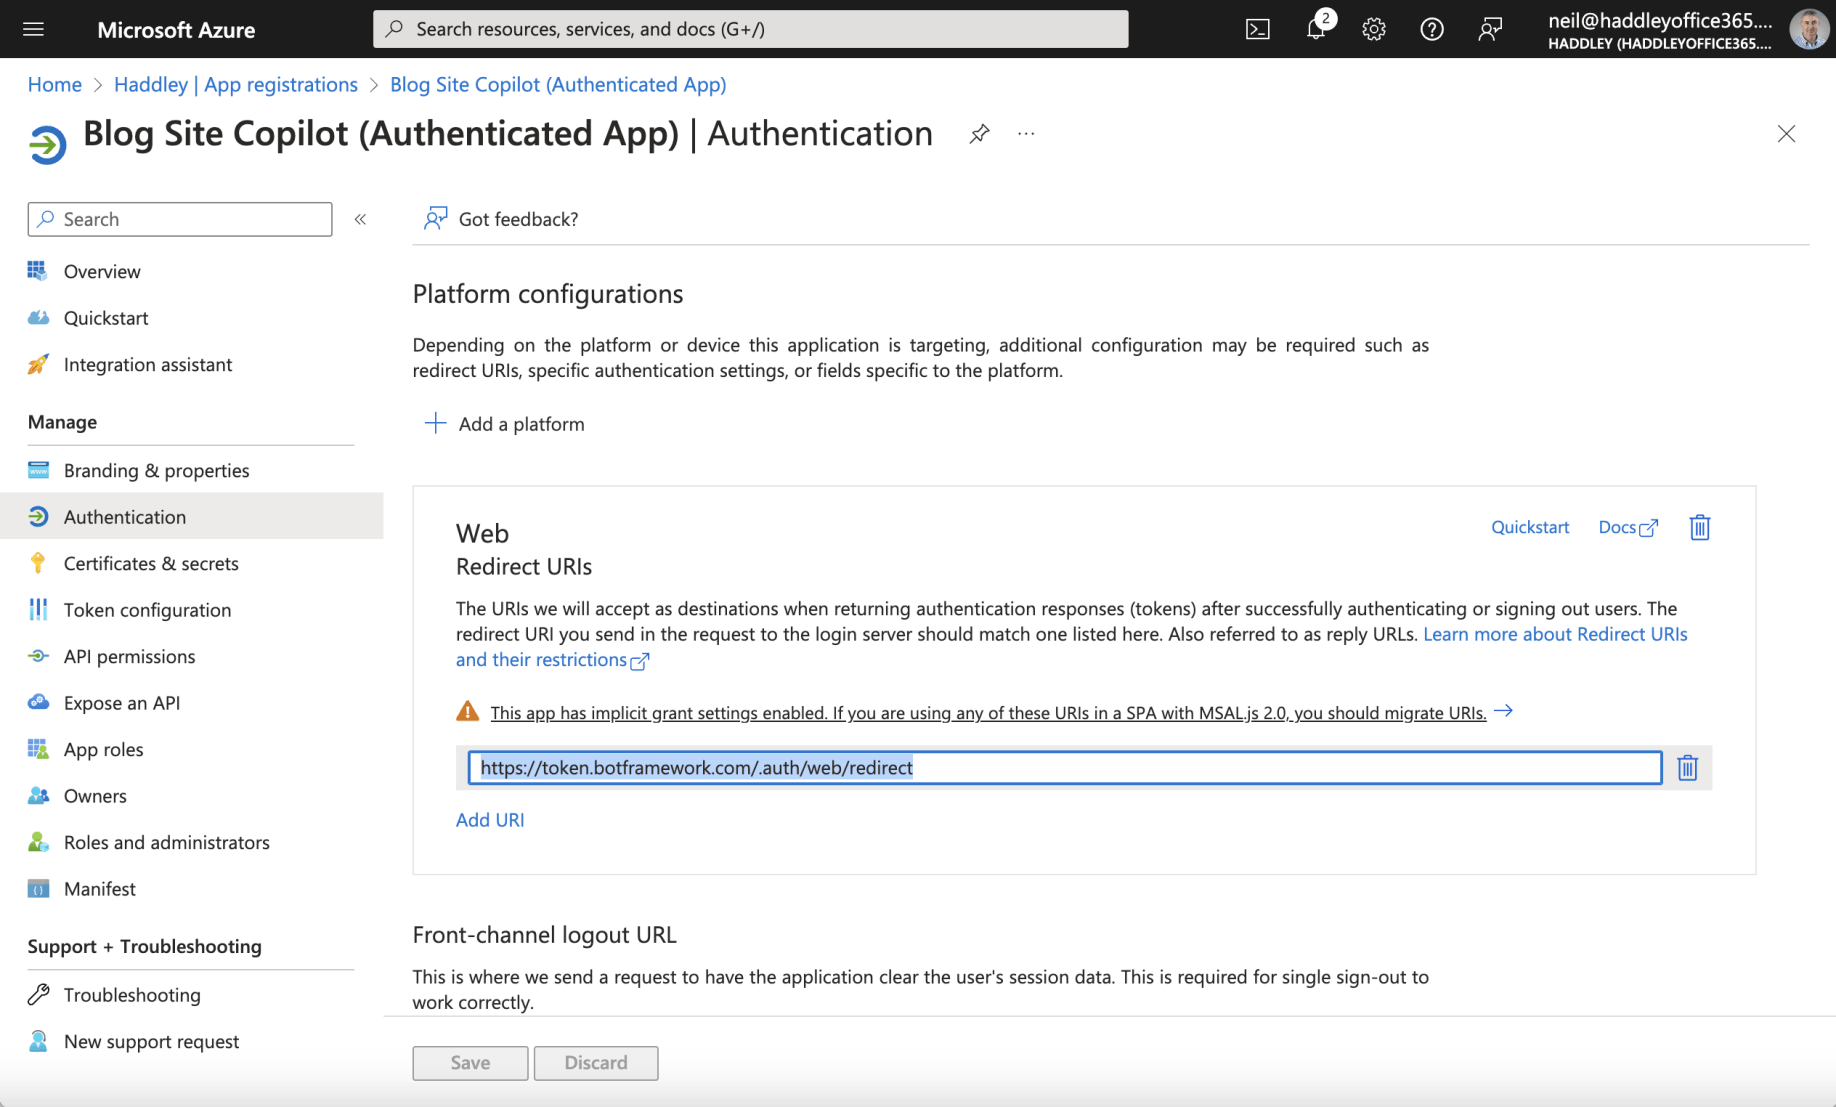 Microsoft Azure
Search resources, services, and docs (G+/)
2
neil@haddleyoffice365....
HADDLEY (HADDLEYOFFICE365....
Home > Haddley | App registrations > Blog Site Copilot (Authenticated App)
Blog Site Copilot (Authenticated App) | Authentication
Search
Overview
Quickstart
Integration assistant
Manage
Branding & properties
Authentication
Certificates & secrets
Token configuration
API permissions
Expose an API
App roles
Owners
Roles and administrators
Manifest
Support + Troubleshooting
Troubleshooting
New support request
Got feedback?
Platform configurations
Depending on the platform or device this application is targeting, additional configuration may be required such as
redirect URIs, specific authentication settings, or fields specific to the platform.
Add a platform
Web
Quickstart
Docs
Redirect URIs
The URIs we will accept as destinations when returning authentication responses (tokens) after successfully authenticating or signing out users. The
redirect URI you send in the request to the login server should match one listed here. Also referred to as reply URLs. Learn more about Redirect URIs
and their restrictions
This app has implicit grant settings enabled. If you are using any of these URIs in a SPA with MSAL.js 2.0, you should migrate URIs.
https://token.botframework.com/.auth/web/redirect
Add URI
Front-channel logout URL
This is where we send a request to have the application clear the user's session data. This is required for single sign-out to
work correctly.
Save
Discard